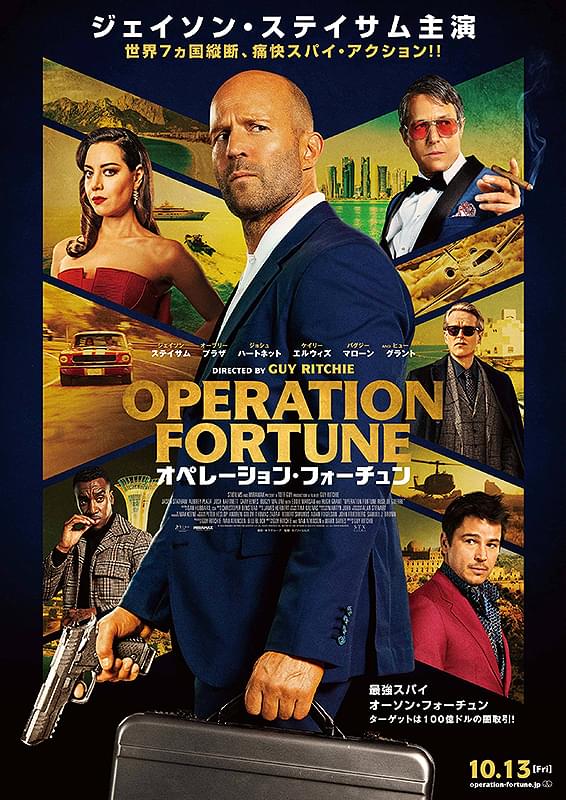 ジェイソン・ステイサム主演
世界7ヵ国縦断、痛快スパイ・アクション!!
ジェイソン ステイサム オーブリー プラザ ジョシュ ハートネット ケイリー エルウィズ バグジー マローン AND ヒュー グラント
DIRECTED BY GUY RITCHIE
OPERATION
FORTUNE
オペレーション・フォーチュン
MIRAMAX
STX
最強スパイ
オーソン・フォーチュン
ターゲットは100億ドルの闇取引!
10.13[Fri]
operation-fortune.jp